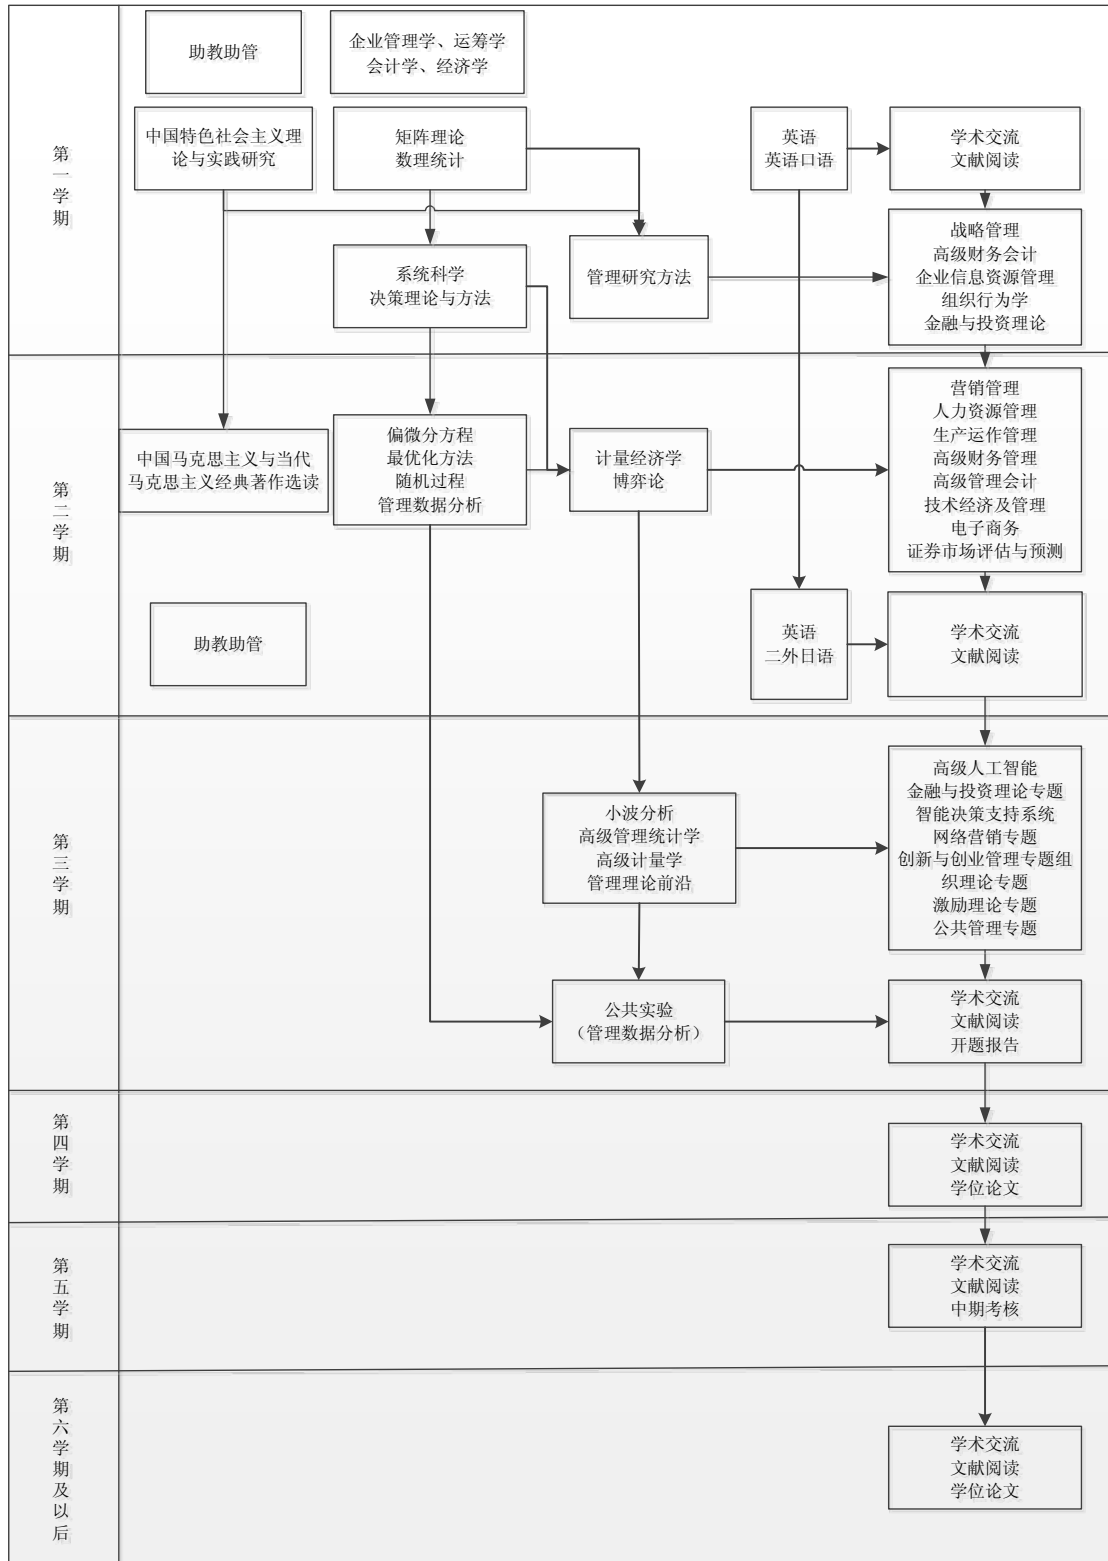 第一学期
助教助管
企业管理学、运筹学
会计学、经济学
中国特色社会主义理
论与实践研究
矩阵理论
数理统计
英语
英语口语
学术交流
文献阅读
系统科学
决策理论与方法
管理研究方法
战略管理
高级财务会计
企业信息资源管理
组织行为学
金融与投资理论
第二学期
中国马克思主义与当代
马克思主义经典著作选读
偏微分方程
最优化方法
随机过程
管理数据分析
计量经济学
博弈论
营销管理
人力资源管理
生产运作管理
高级财务管理
高级管理会计
技术经济及管理
电子商务
证券市场评估与预测
助教助管
英语
二外日语
学术交流
文献阅读
第三学期
小波分析
高级管理统计学
高级计量学
管理理论前沿
高级人工智能
金融与投资理论专题
智能决策支持系统
网络营销专题
创新与创业管理专题组
织理论专题
激励理论专题
公共管理专题
公共实验
（管理数据分析）
学术交流
文献阅读
开题报告
第四学期
学术交流
文献阅读
学位论文
第五学期
学术交流
文献阅读
中期考核
第六学期及以后
学术交流
文献阅读
学位论文